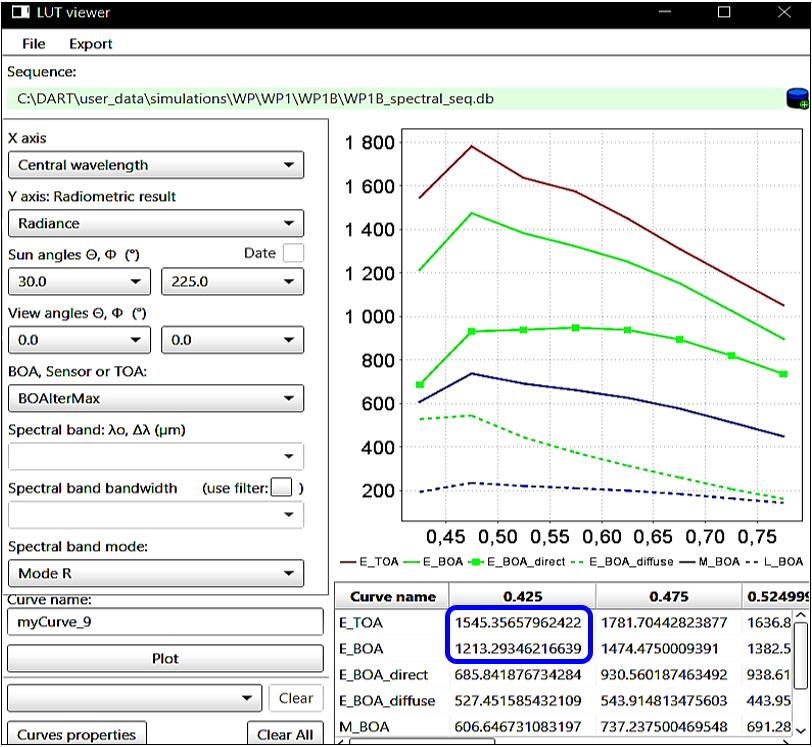 LUT viewer
File Export
Sequence:
C:\DART\user_data\simulations\WP\WP1\WP1B\WP1B_spectral_seq.db
X axis
Central wavelength
Y axis: Radiometric result
Radiance
Sun angles Θ, Φ (°) Date
30.0 225.0
View angles Θ, Φ (°)
0.0 0.0
BOA, Sensor or TOA:
BOAIterMax
Spectral band: λo, Δλ (μm)
Spectral band bandwidth (use filter: )
Spectral band mode:
Mode R
Curve name:
myCurve_9
Plot
Clear
Curves properties Clear All
1 800
1 600
1 400
1 200
1 000
800
600
400
200
0,45 0,50 0,55 0,60 0,65 0,70 0,75
E_TOA E_BOA E_BOA_direct E_BOA_diffuse M_BOA L_BOA
Curve name 0.425 0.475 0.524999
E_TOA 1545.35657962422 1781.70442823877 1636.8
E_BOA 1213.29346216639 1474.4750009391 1382.5
E_BOA_direct 685.841876734284 930.560187463492 938.61
E_BOA_diffuse 527.451585432109 543.914813475603 443.95
M_BOA 606.646731083197 737.237500469548 691.28